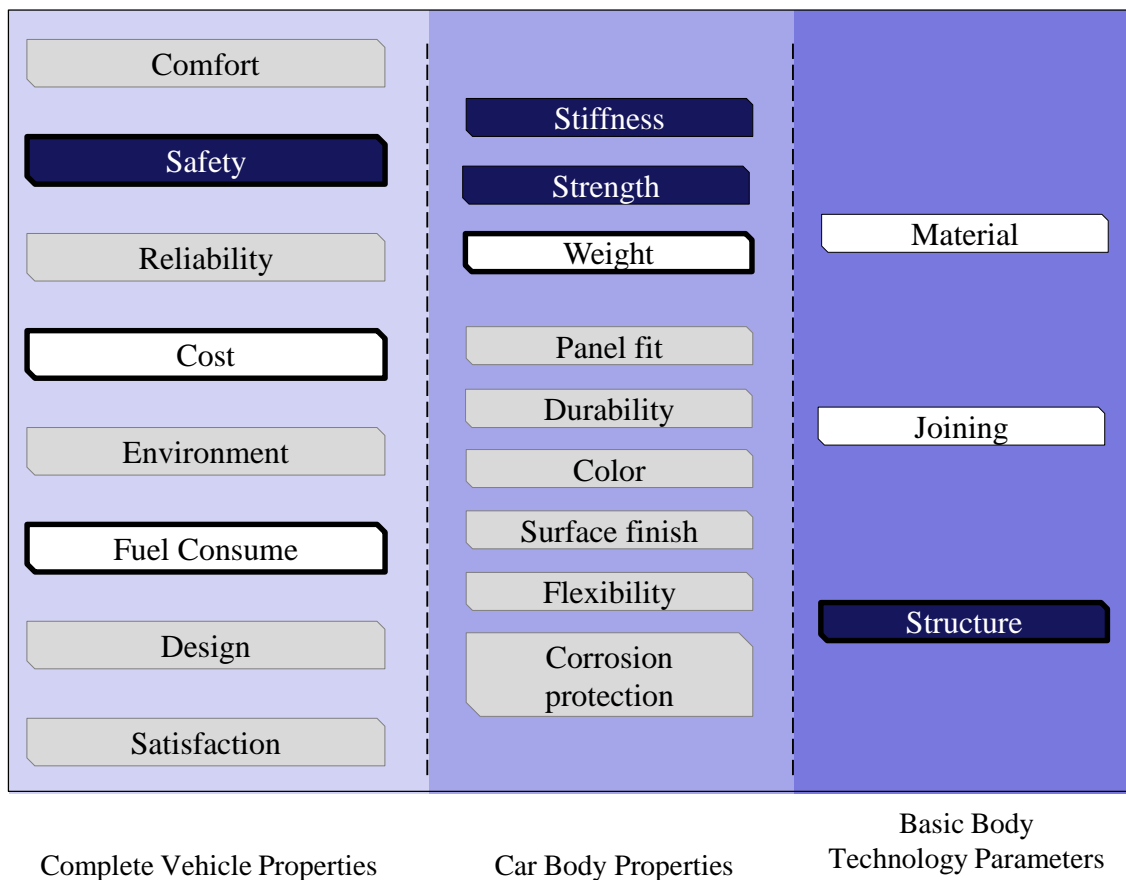 Comfort
Safety
Reliability
Cost
Environment
Fuel Consume
Design
Satisfaction
Stiffness
Strength
Weight
Panel fit
Durability
Color
Surface finish
Flexibility
Corrosion
protection
Material
Joining
Structure
Complete Vehicle Properties
Car Body Properties
Basic Body
Technology Parameters